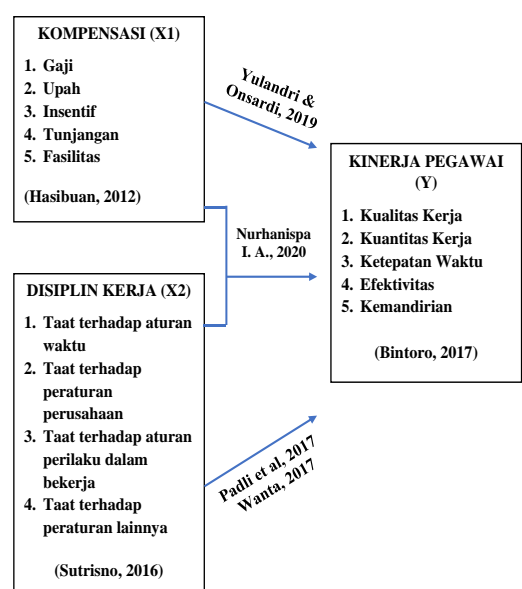 KOMPENSASI (X1)
1. Gaji
2. Upah
3. Insentif
4. Tunjangan
5. Fasilitas
(Hasibuan, 2012)
Yulandri &
Onsardi, 2019
KINERJA PEGAWAI
(Y)
1. Kualitas Kerja
2. Kuantitas Kerja
3. Ketepatan Waktu
4. Efektivitas
5. Kemandirian
(Bintoro, 2017)
Nurhanispa
I. A., 2020
DISIPLIN KERJA (X2)
1. Taat terhadap aturan
waktu
2. Taat terhadap
peraturan
perusahaan
3. Taat terhadap aturan
perilaku dalam
bekerja
4. Taat terhadap
peraturan lainnya
(Sutrisno, 2016)
Padli et al, 2017
Wanta, 2017